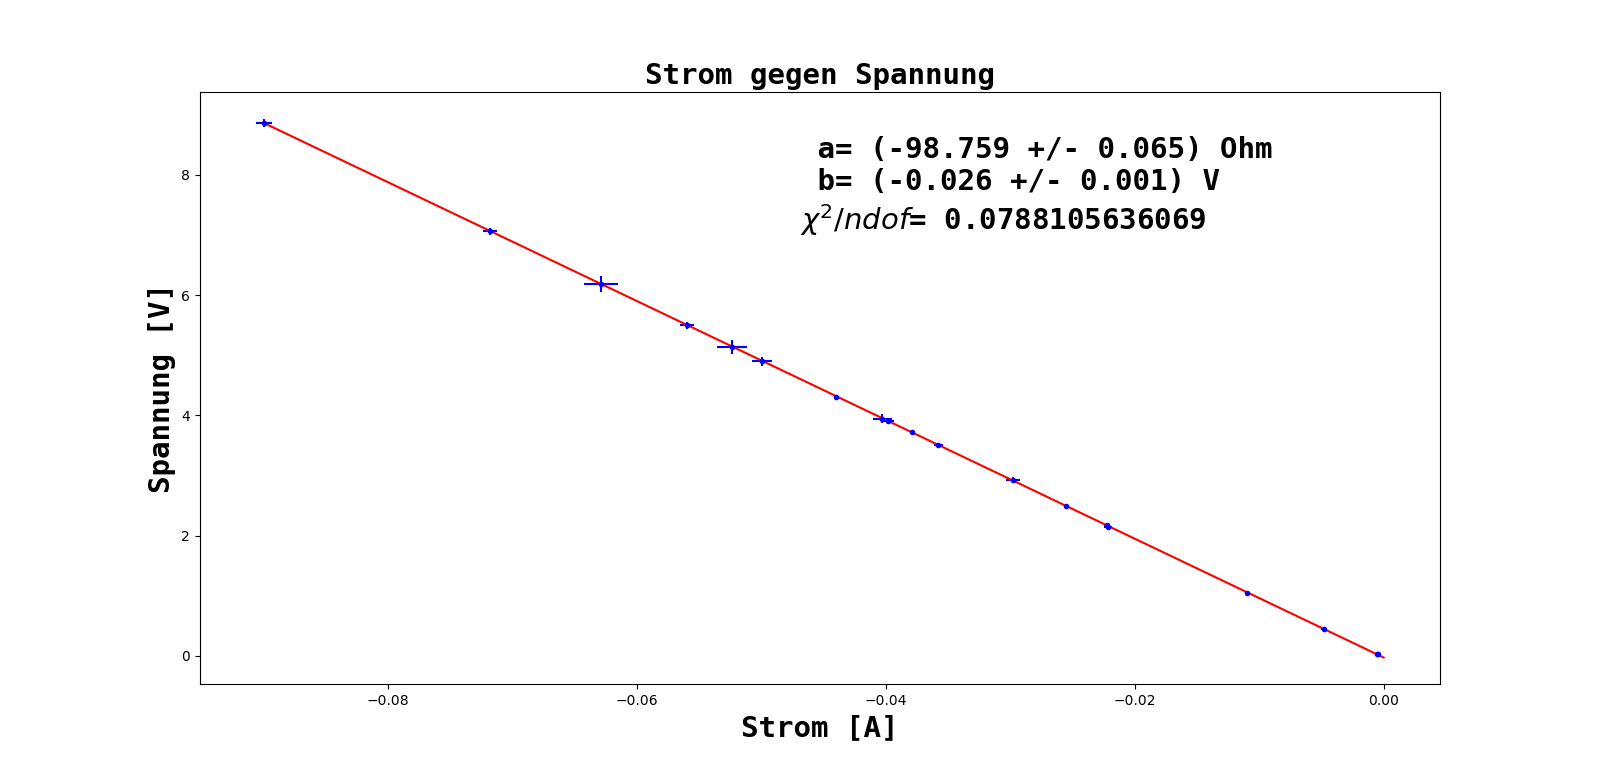 Strom gegen Spannung
a= (-98.759 +/- 0.065) Ohm
b= (-0.026 +/- 0.001) V
χ²/ndof= 0.0788105636069
Spannung [V]
8
6
4
2
0
−0.08 −0.06 −0.04 −0.02 0.00
Strom [A]